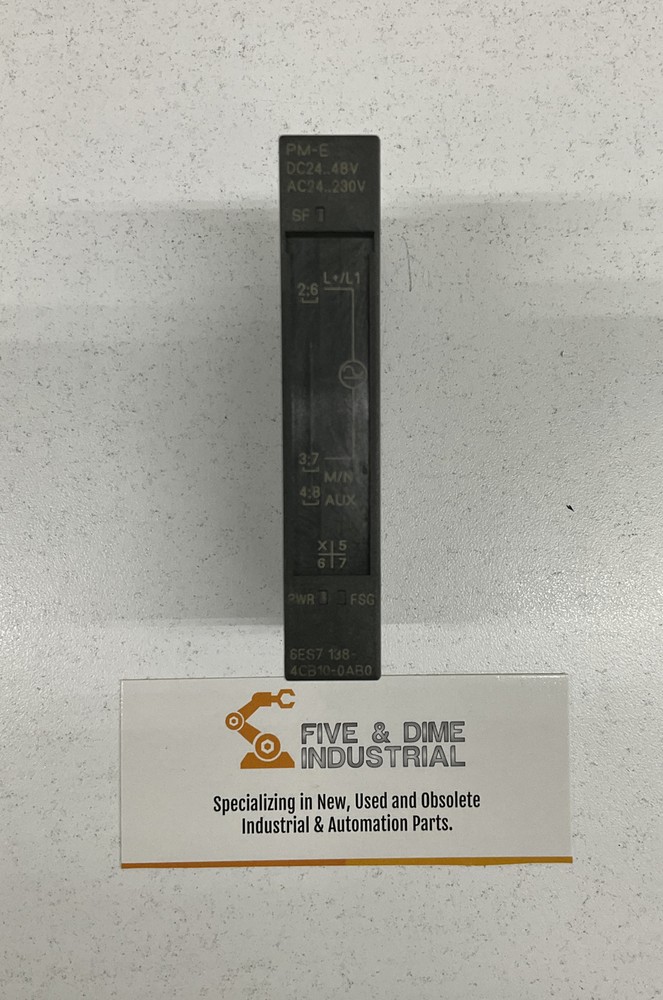 PM-E
DC24..48V
AC24..230V
SF
L+/L1
2;6
3;7
M/N
4;8
AUX
X 5
6 7
PWR FSG
6ES7 138-
4CB10-0AB0
FIVE & DIME
INDUSTRIAL
Specializing in New, Used and Obsolete
Industrial & Automation Parts.